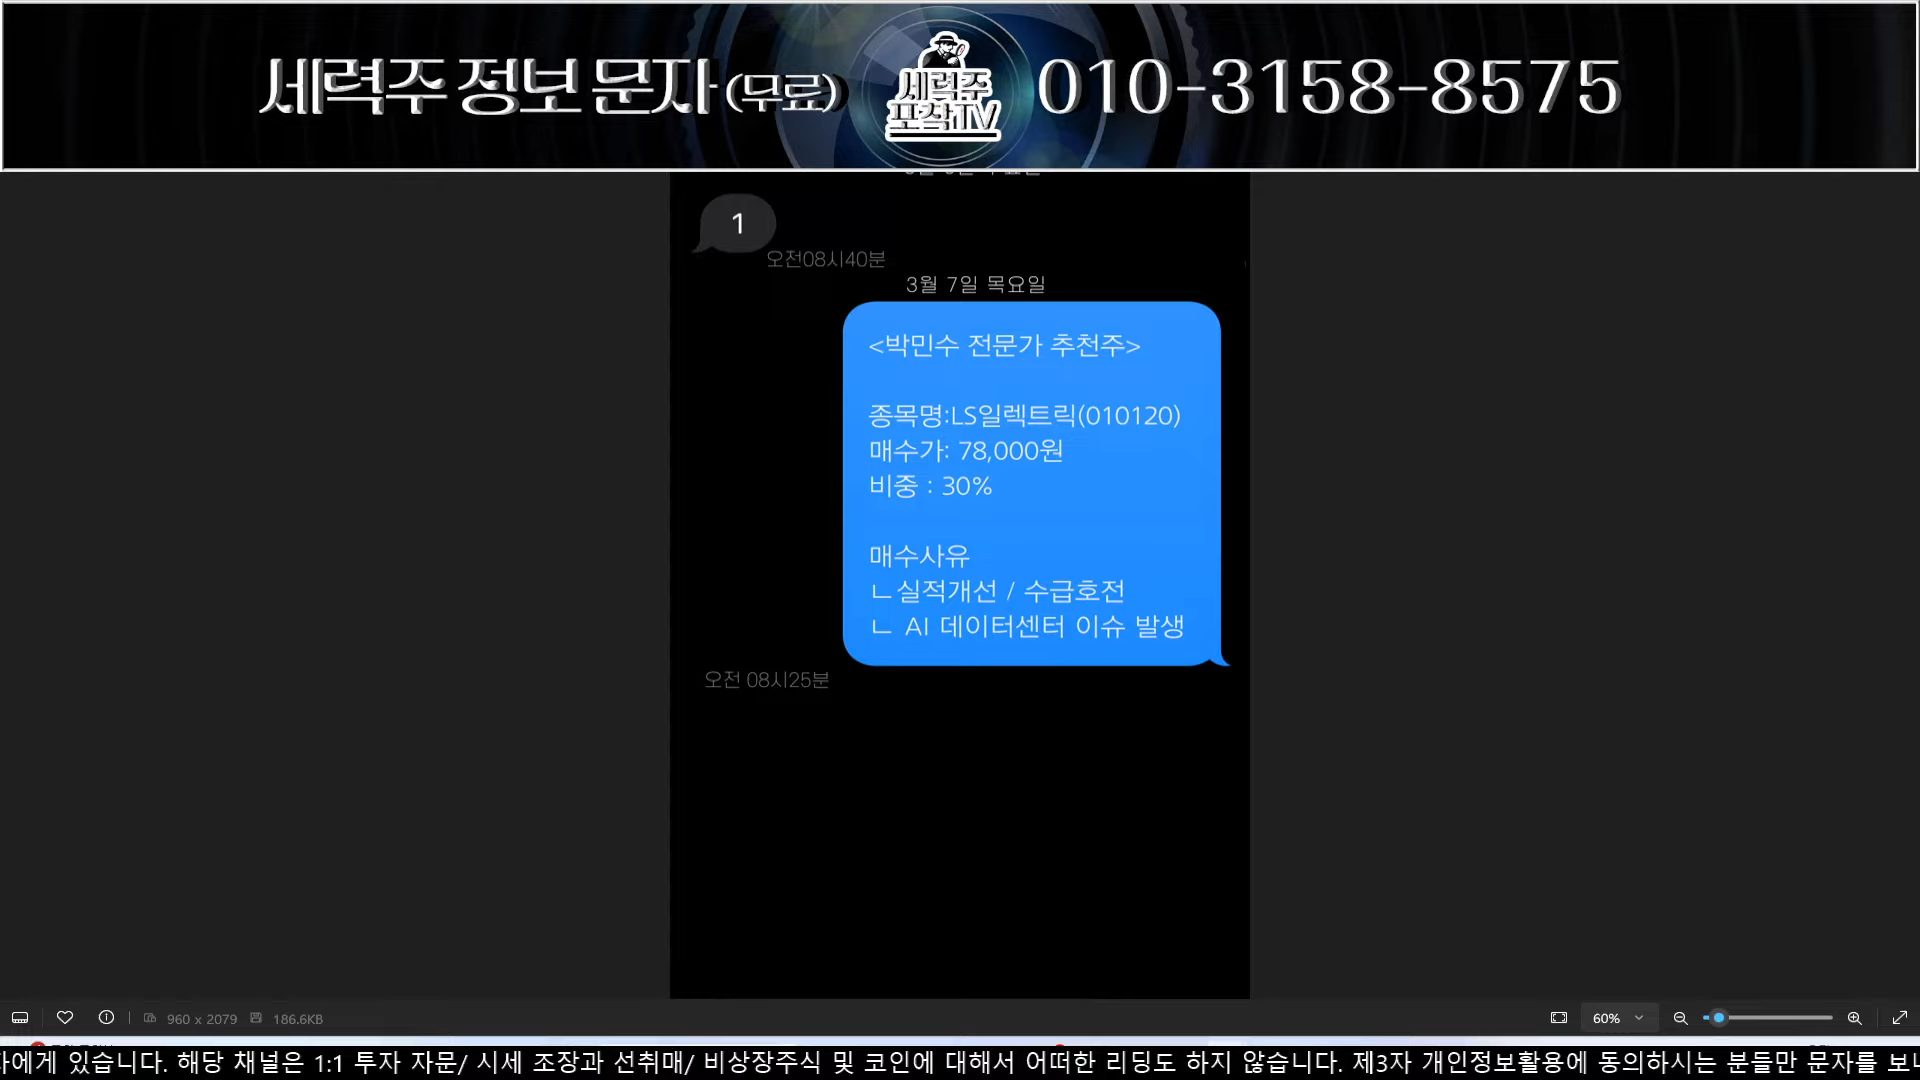 세력주 정보 문자 (무료)
세력주
포착TV
010-3158-8575
1
오전08시40분
3월 7일 목요일
<박민수 전문가 추천주>
종목명:LS일렉트릭(010120)
매수가: 78,000원
비중 : 30%
매수사유
ㄴ실적개선 / 수급호전
ㄴ AI 데이터센터 이슈 발생
오전 08시25분
960 x 2079
186.6KB
60%
에게 있습니다. 해당 채널은 1:1 투자 자문/ 시세 조장과 선취매/ 비상장주식 및 코인에 대해서 어떠한 리딩도 하지 않습니다. 제3자 개인정보활용에 동의하시는 분들만 문자를